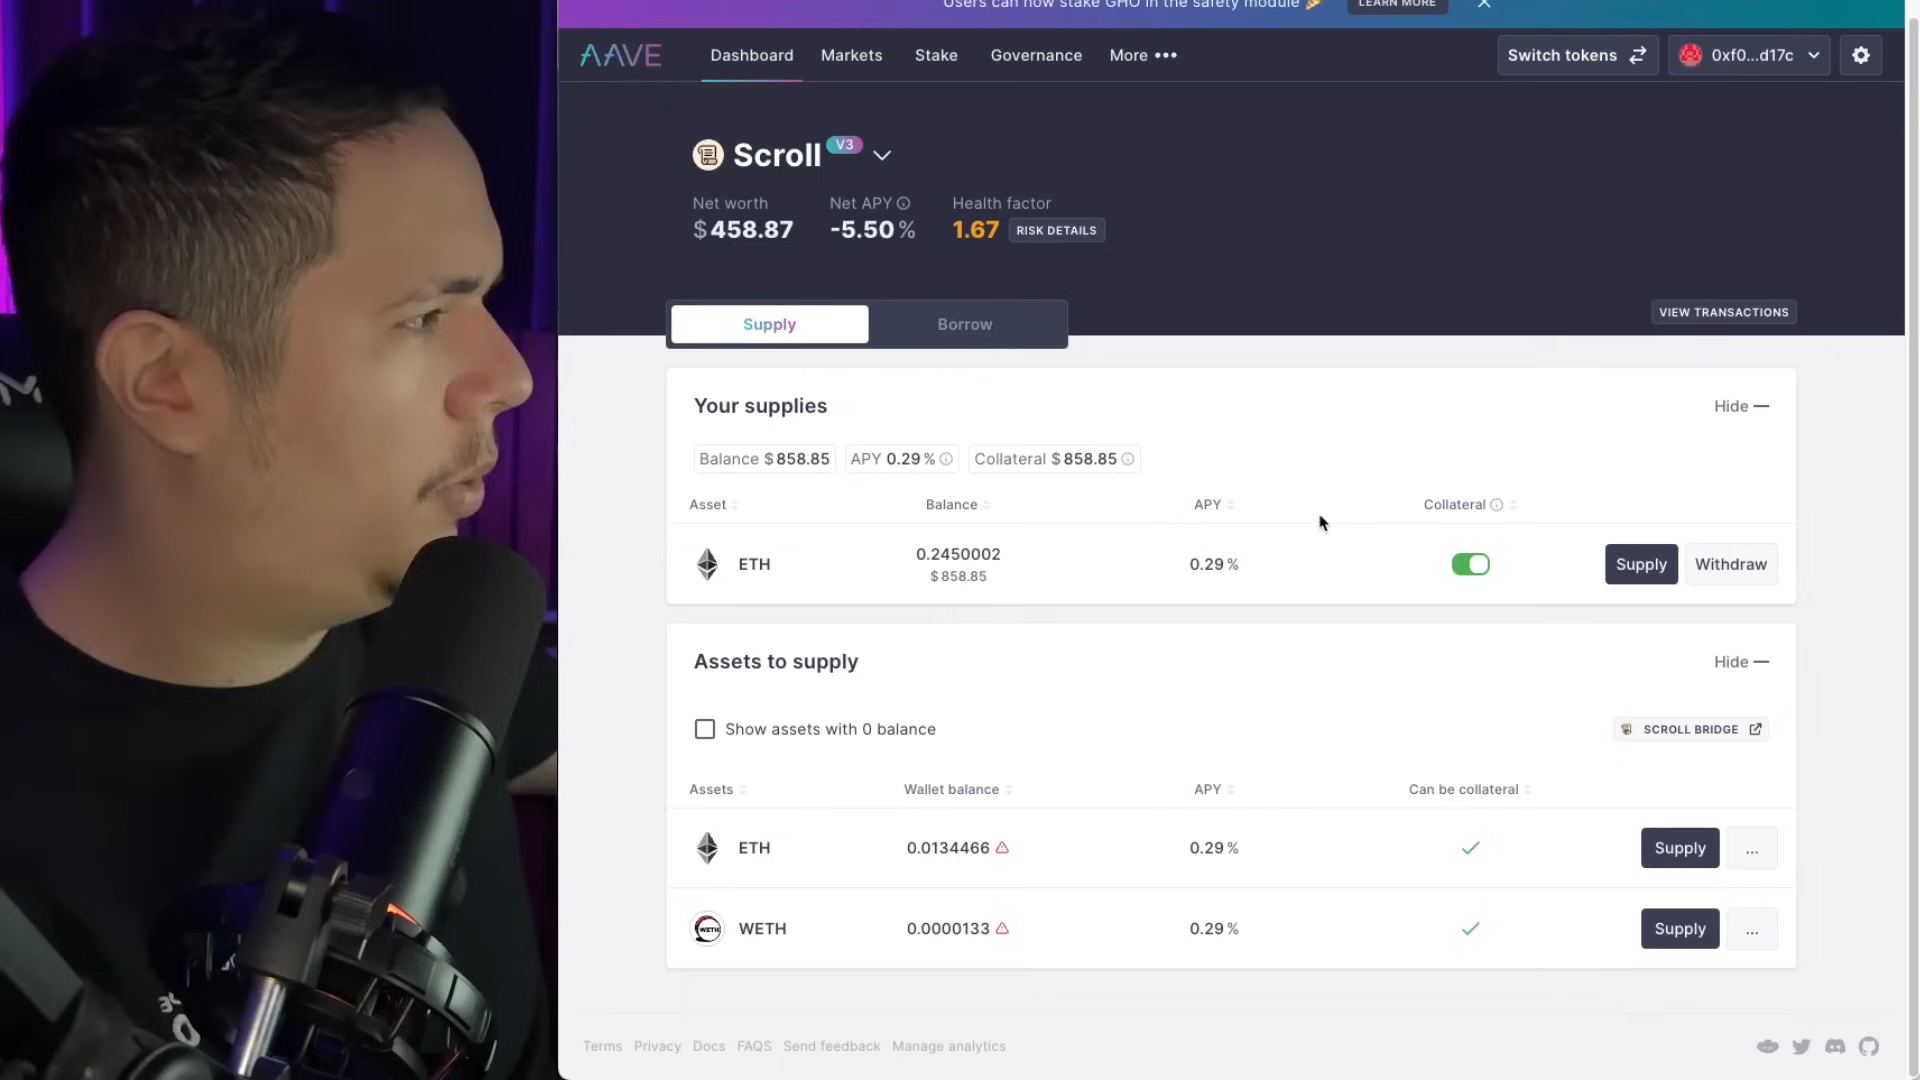 Users can now stake GHO in the safety module 🎉 LEARN MORE
AAVE Dashboard Markets Stake Governance More ••• Switch tokens 0xf0...d17c
Scroll V3
Net worth Net APY Health factor
$458.87 -5.50% 1.67 RISK DETAILS
Supply Borrow VIEW TRANSACTIONS
Your supplies Hide —
Balance $858.85 APY 0.29% Collateral $858.85
Asset Balance APY Collateral
ETH 0.2450002 0.29% Supply Withdraw
$858.85
Assets to supply Hide —
Show assets with 0 balance SCROLL BRIDGE
Assets Wallet balance APY Can be collateral
ETH 0.0134466 0.29% Supply ...
WETH WETH 0.0000133 0.29% Supply ...
Terms Privacy Docs FAQS Send feedback Manage analytics